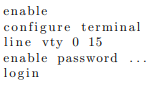 enable
configure terminal
line vty 0 15
enable password ...
login